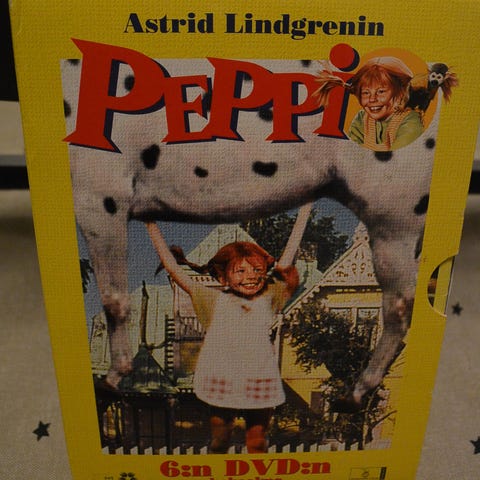 Astrid Lindgrenin
PEPPi
6:n DVD:n